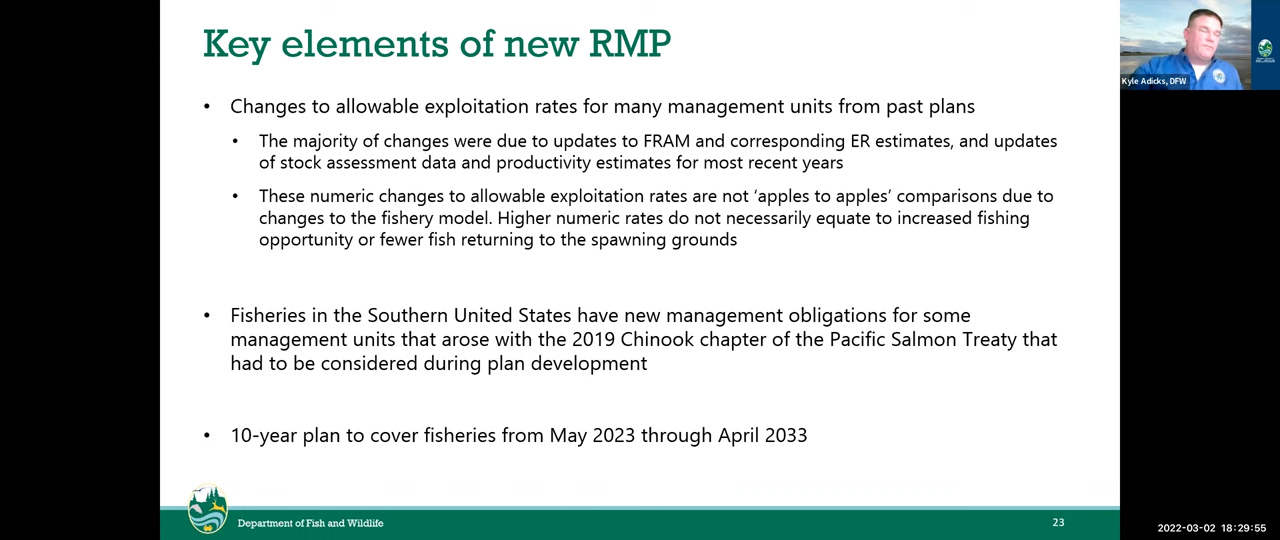 Key elements of new RMP
• Changes to allowable exploitation rates for many management units from past plans
• The majority of changes were due to updates to FRAM and corresponding ER estimates, and updates
of stock assessment data and productivity estimates for most recent years
• These numeric changes to allowable exploitation rates are not ‘apples to apples’ comparisons due to
changes to the fishery model. Higher numeric rates do not necessarily equate to increased fishing
opportunity or fewer fish returning to the spawning grounds
• Fisheries in the Southern United States have new management obligations for some
management units that arose with the 2019 Chinook chapter of the Pacific Salmon Treaty that
had to be considered during plan development
• 10-year plan to cover fisheries from May 2023 through April 2033
Department of Fish and Wildlife
23
Kyle Adicks, DFW
2022-03-02 18:29:55